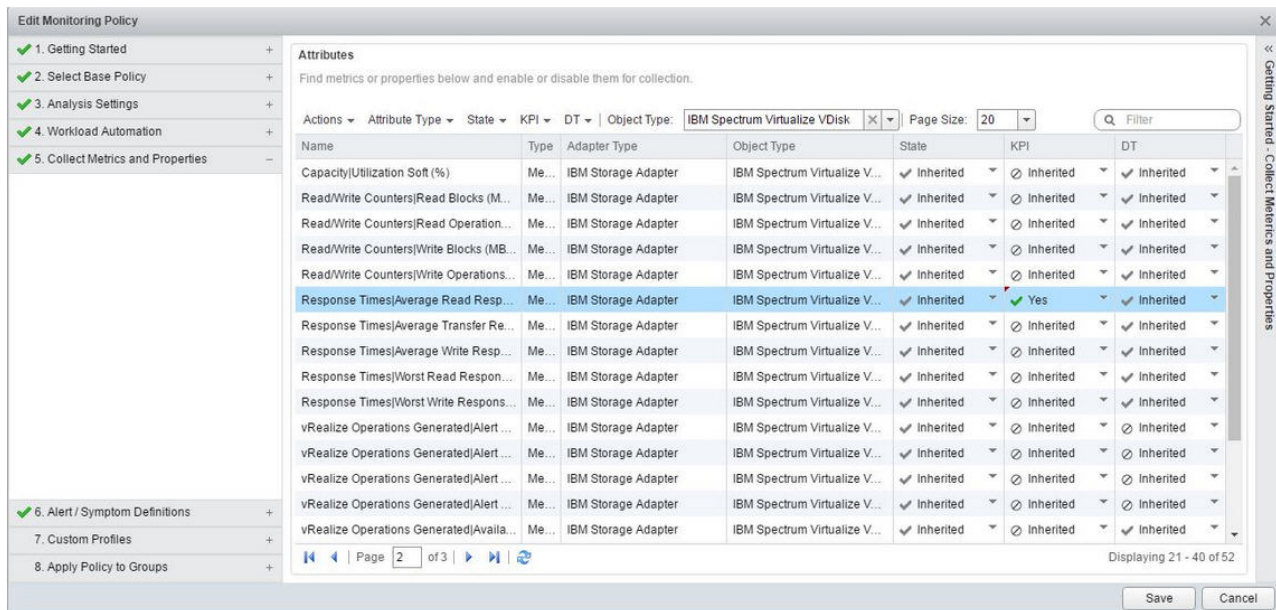 Edit Monitoring Policy
1. Getting Started
2. Select Base Policy
3. Analysis Settings
4. Workload Automation
5. Collect Metrics and Properties
6. Alert / Symptom Definitions
7. Custom Profiles
8. Apply Policy to Groups
Attributes
Find metrics or properties below and enable or disable them for collection.
Actions Attribute Type State KPI DT | Object Type: IBM Spectrum Virtualize VDisk Page Size: 20 Filter
Name Type Adapter Type Object Type State KPI DT
Capacity|Utilization Soft (%) Me... IBM Storage Adapter IBM Spectrum Virtualize V... Inherited Inherited Inherited
Read/Write Counters|Read Blocks (M... Me... IBM Storage Adapter IBM Spectrum Virtualize V... Inherited Inherited Inherited
Read/Write Counters|Read Operation... Me... IBM Storage Adapter IBM Spectrum Virtualize V... Inherited Inherited Inherited
Read/Write Counters|Write Blocks (MB... Me... IBM Storage Adapter IBM Spectrum Virtualize V... Inherited Inherited Inherited
Read/Write Counters|Write Operations... Me... IBM Storage Adapter IBM Spectrum Virtualize V... Inherited Inherited Inherited
Response Times|Average Read Resp... Me... IBM Storage Adapter IBM Spectrum Virtualize V... Inherited Yes Inherited
Response Times|Average Transfer Re... Me... IBM Storage Adapter IBM Spectrum Virtualize V... Inherited Inherited Inherited
Response Times|Average Write Resp... Me... IBM Storage Adapter IBM Spectrum Virtualize V... Inherited Inherited Inherited
Response Times|Worst Read Respon... Me... IBM Storage Adapter IBM Spectrum Virtualize V... Inherited Inherited Inherited
Response Times|Worst Write Respons... Me... IBM Storage Adapter IBM Spectrum Virtualize V... Inherited Inherited Inherited
vRealize Operations Generated|Alert ... Me... IBM Storage Adapter IBM Spectrum Virtualize V... Inherited Inherited Inherited
vRealize Operations Generated|Alert ... Me... IBM Storage Adapter IBM Spectrum Virtualize V... Inherited Inherited Inherited
vRealize Operations Generated|Alert ... Me... IBM Storage Adapter IBM Spectrum Virtualize V... Inherited Inherited Inherited
vRealize Operations Generated|Alert ... Me... IBM Storage Adapter IBM Spectrum Virtualize V... Inherited Inherited Inherited
vRealize Operations Generated|Availa... Me... IBM Storage Adapter IBM Spectrum Virtualize V... Inherited Inherited Inherited
Page 2 of 3
Displaying 21 - 40 of 52
Getting Started - Collect Meterics and Properties
Save Cancel